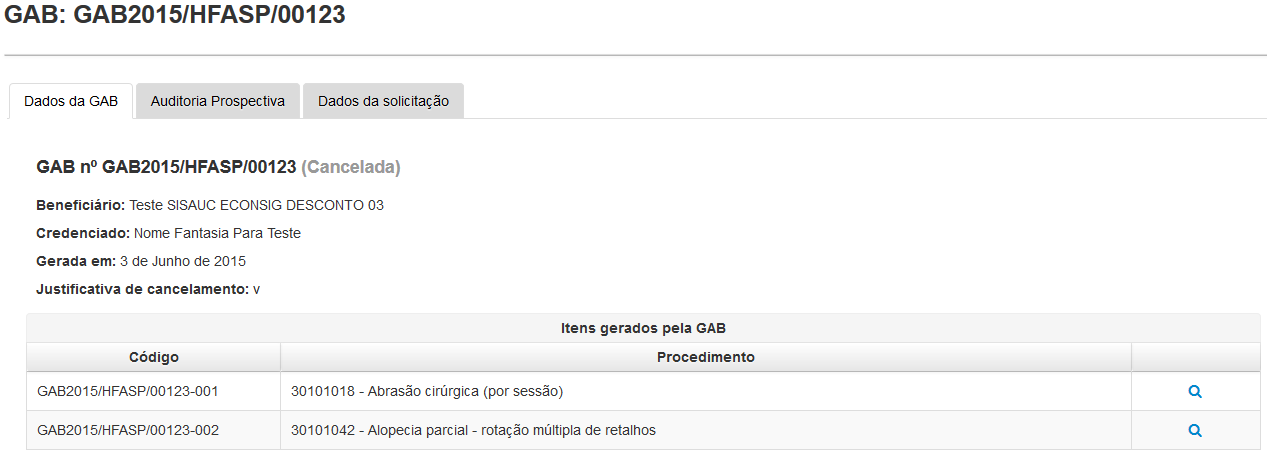 GAB: GAB2015/HFASP/00123
Dados da GAB Auditoria Prospectiva Dados da solicitação
GAB nº GAB2015/HFASP/00123 (Cancelada)
Beneficiário: Teste SISAUC ECONSIG DESCONTO 03
Credenciado: Nome Fantasia Para Teste
Gerada em: 3 de Junho de 2015
Justificativa de cancelamento: v
Itens gerados pela GAB
Código Procedimento
GAB2015/HFASP/00123-001 30101018 - Abrasão cirúrgica (por sessão)
GAB2015/HFASP/00123-002 30101042 - Alopecia parcial - rotação múltipla de retalhos